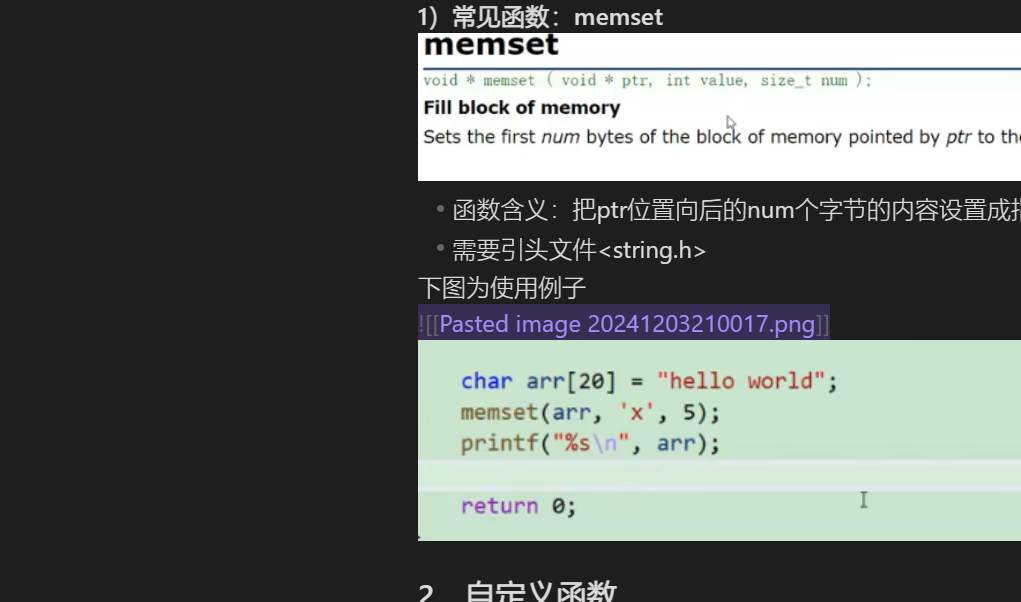 1）常见函数：memset
memset
void * memset ( void * ptr, int value, size_t num );
Fill block of memory
Sets the first num bytes of the block of memory pointed by ptr to the
• 函数含义：把ptr位置向后的num个字节的内容设置成指
• 需要引头文件<string.h>
下图为使用例子
![[Pasted image 20241203210017.png]]
char arr[20] = "hello world";
memset(arr, 'x', 5);
printf("%s\n", arr);
return 0;
2、自定义函数